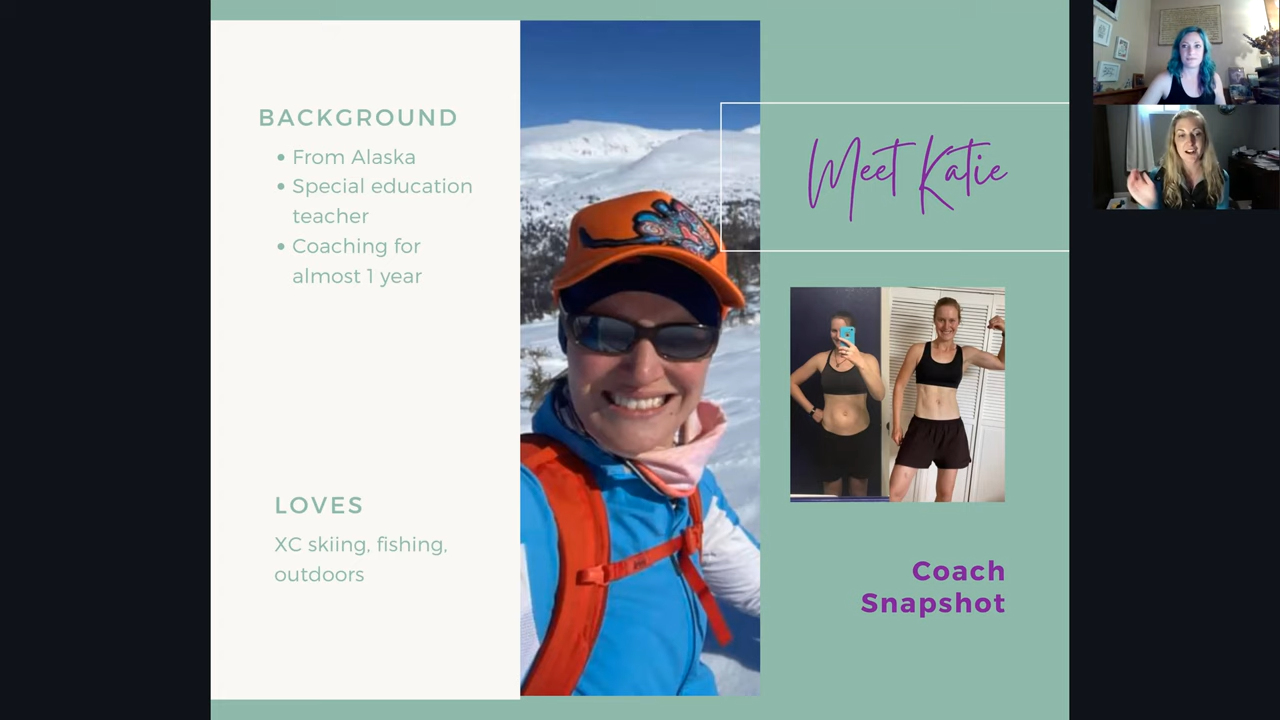 BACKGROUND
• From Alaska
• Special education
teacher
• Coaching for
almost 1 year
LOVES
XC skiing, fishing,
outdoors
Meet Katie
Coach
Snapshot